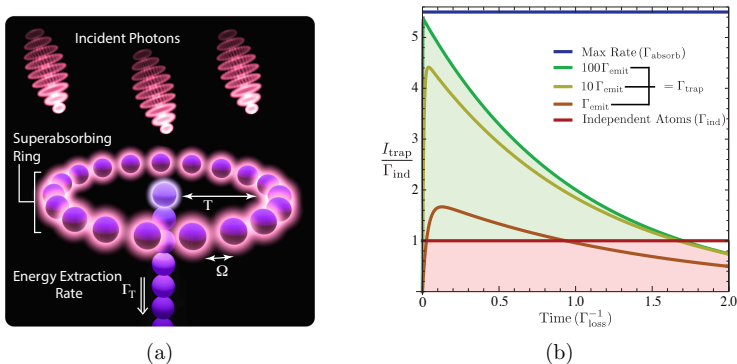 Incident Photons
Superabsorbing
Ring
T
Ω
Energy Extraction
Rate
Γ_T
(a)
I_trap
Γ_ind
5
4
3
2
1
0
0.5
1.0
1.5
2.0
Time (Γ_loss^-1)
Max Rate (Γ_absorb)
100Γ_emit
10 Γ_emit = Γ_trap
Γ_emit
Independent Atoms (Γ_ind)
(b)